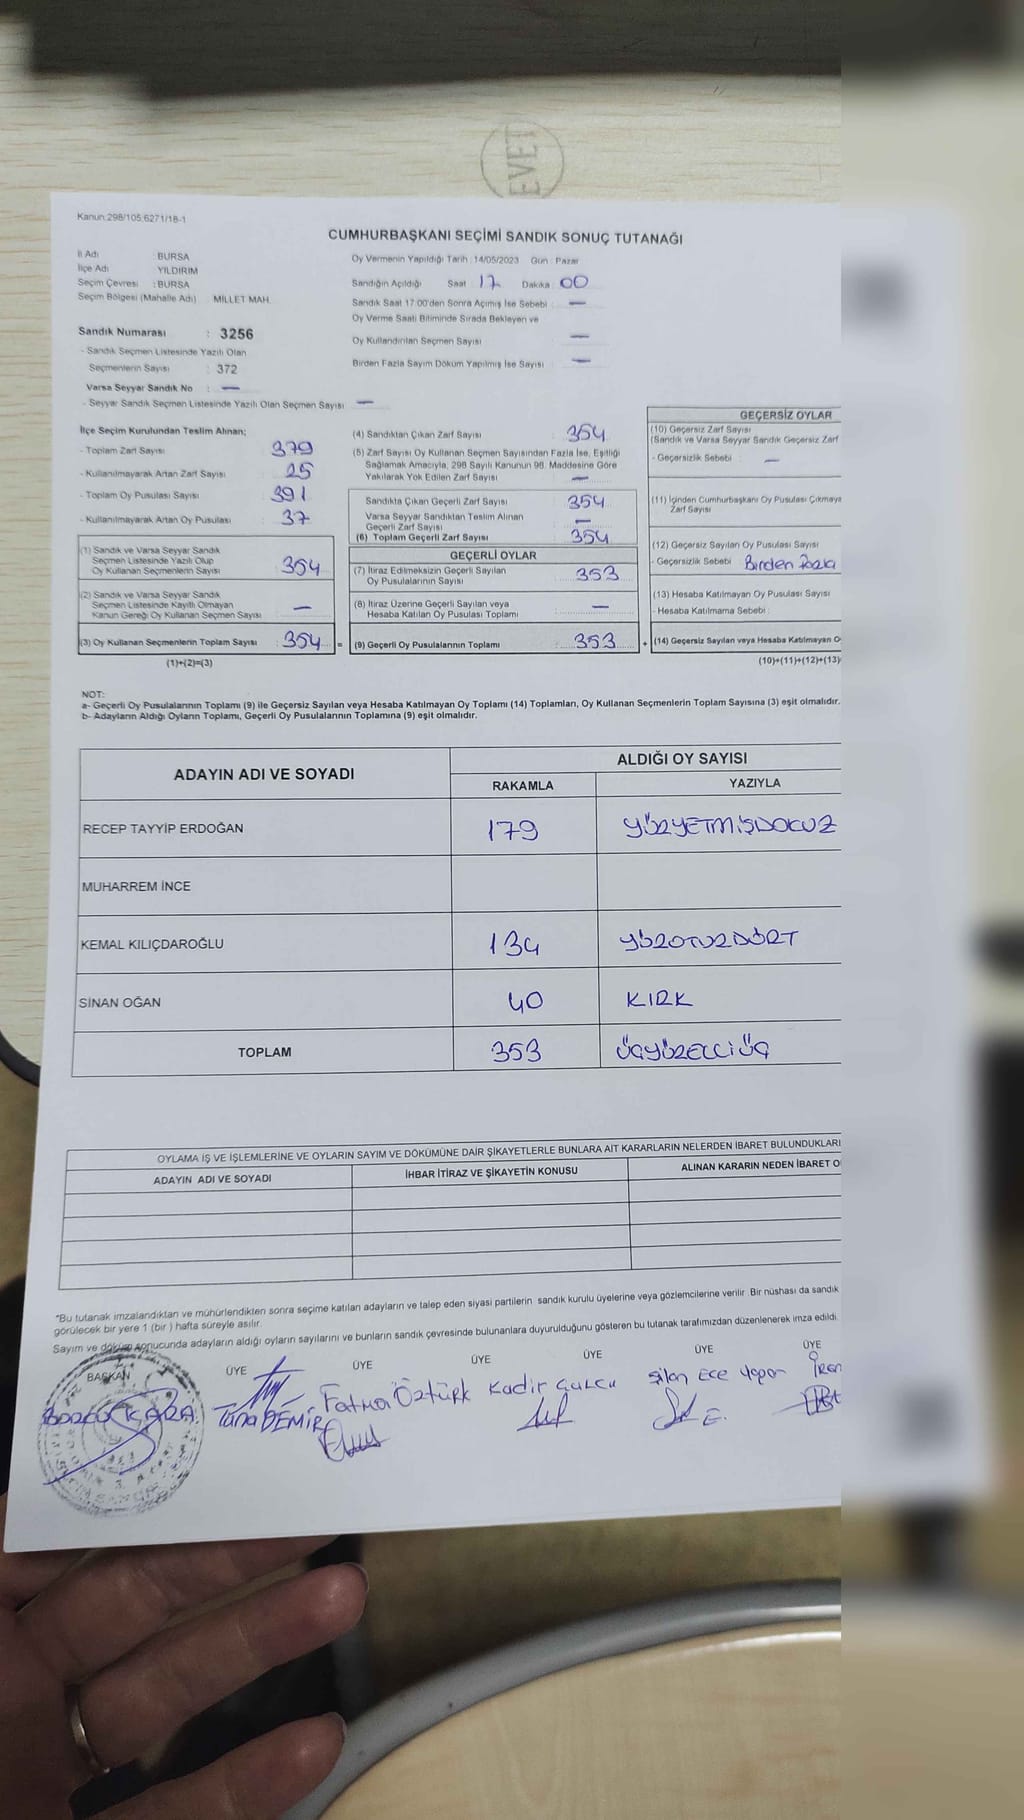 EVET
Kanun:298/105,6271/18-1
CUMHURBAŞKANI SEÇİMİ SANDIK SONUÇ TUTANAĞI
İl Adı : BURSA
İlçe Adı : YILDIRIM
Seçim Çevresi : BURSA
Seçim Bölgesi (Mahalle Adı) : MİLLET MAH.
Oy Vermenin Yapıldığı Tarih : 14/05/2023 Gün : Pazar
Sandığın Açıldığı Saat : 17 Dakika : 00
Sandık Saat 17:00'den Sonra Açımış İse Sebebi : —
Oy Verme Saati Bitiminde Sırada Bekleyen ve
Oy Kullandırılan Seçmen Sayısı : —
Birden Fazla Sayım Döküm Yapılmış İse Sayısı : —
Sandık Numarası : 3256
- Sandık Seçmen Listesinde Yazılı Olan
Seçmenlerin Sayısı : 372
Varsa Seyyar Sandık No : —
- Seyyar Sandık Seçmen Listesinde Yazılı Olan Seçmen Sayısı : —
İlçe Seçim Kurulundan Teslim Alınan;
- Toplam Zarf Sayısı : 379
- Kullanılmayarak Artan Zarf Sayısı : 25
- Toplam Oy Pusulası Sayısı : 391
- Kullanılmayarak Artan Oy Pusulası : 37
(1) Sandık ve Varsa Seyyar Sandık
Seçmen Listesinde Yazılı Olup
Oy Kullanan Seçmenlerin Sayısı : 354
(2) Sandık ve Varsa Seyyar Sandık
Seçmen Listesinde Kayıtlı Olmayan
Kanun Gereği Oy Kullanan Seçmen Sayısı : —
(3) Oy Kullanan Seçmenlerin Toplam Sayısı : 354 =
(1)+(2)=(3)
(4) Sandıktan Çıkan Zarf Sayısı : 354
(5) Zarf Sayısı Oy Kullanan Seçmen Sayısından Fazla İse, Eşitliği
Sağlamak Amacıyla, 298 Sayılı Kanunun 98. Maddesine Göre
Yakılarak Yok Edilen Zarf Sayısı : —
Sandıkta Çıkan Geçerli Zarf Sayısı : 354
Varsa Seyyar Sandıktan Teslim Alınan
Geçerli Zarf Sayısı : —
(6) Toplam Geçerli Zarf Sayısı : 354
GEÇERLİ OYLAR
(7) İtiraz Edilmeksizin Geçerli Sayılan
Oy Pusulalarının Sayısı : 353
(8) İtiraz Üzerine Geçerli Sayılan veya
Hesaba Katılan Oy Pusulası Toplamı : —
(9) Geçerli Oy Pusulalarının Toplamı : 353 +
GEÇERSİZ OYLAR
(10) Geçersiz Zarf Sayısı
(Sandık ve Varsa Seyyar Sandık Geçersiz Zarf
- Geçersizlik Sebebi : —
(11) İçinden Cumhurbaşkanı Oy Pusulası Çıkmaya
Zarf Sayısı
(12) Geçersiz Sayılan Oy Pusulası Sayısı
- Geçersizlik Sebebi Birden Fazla
(13) Hesaba Katılmayan Oy Pusulası Sayısı
- Hesaba Katılmama Sebebi :
(14) Geçersiz Sayılan veya Hesaba Katılmayan O
(10)+(11)+(12)+(13)
NOT:
a- Geçerli Oy Pusulalarının Toplamı (9) ile Geçersiz Sayılan veya Hesaba Katılmayan Oy Toplamı (14) Toplamları, Oy Kullanan Seçmenlerin Toplam Sayısına (3) eşit olmalıdır.
b- Adayların Aldığı Oyların Toplamı, Geçerli Oy Pusulalarının Toplamına (9) eşit olmalıdır.
ADAYIN ADI VE SOYADI
ALDIĞI OY SAYISI
RAKAMLA YAZIYLA
RECEP TAYYİP ERDOĞAN 179 YÜZYETMİŞDOKUZ
MUHARREM İNCE
KEMAL KILIÇDAROĞLU 134 YÜZOTUZDÖRT
SİNAN OĞAN 40 KIRK
TOPLAM 353 ÜÇYÜZELLİÜÇ
OYLAMA İŞ VE İŞLEMLERİNE VE OYLARIN SAYIM VE DÖKÜMÜNE DAİR ŞİKAYETLERLE BUNLARA AİT KARARLARIN NELERDEN İBARET BULUNDUKLARI
ADAYIN ADI VE SOYADI İHBAR İTİRAZ VE ŞİKAYETİN KONUSU ALINAN KARARIN NEDEN İBARET O
*Bu tutanak imzalandıktan ve mühürlendikten sonra seçime katılan adayların ve talep eden siyasi partilerin sandık kurulu üyelerine veya gözlemcilerine verilir. Bir nüshası da sandık
görülecek bir yere 1 (bir ) hafta süreyle asılır.
Sayım ve döküm sonucunda adayların aldığı oyların sayılarını ve bunların sandık çevresinde bulunanlara duyurulduğunu gösteren bu tutanak tarafımızdan düzenlenerek imza edildi.
BAŞKAN ÜYE ÜYE ÜYE ÜYE ÜYE ÜYE
KARA Tuna DEMİR Fatma Öztürk Kadir Ece İren